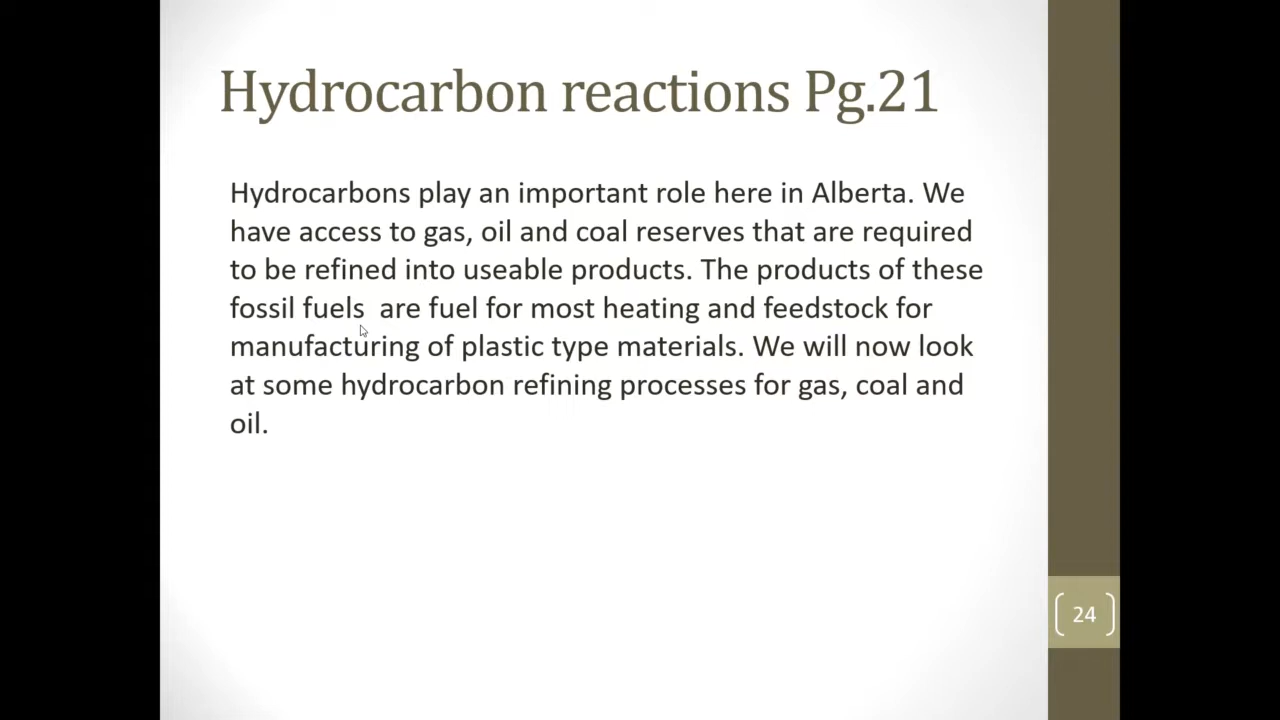 Hydrocarbon reactions Pg.21
Hydrocarbons play an important role here in Alberta. We
have access to gas, oil and coal reserves that are required
to be refined into useable products. The products of these
fossil fuels  are fuel for most heating and feedstock for
manufacturing of plastic type materials. We will now look
at some hydrocarbon refining processes for gas, coal and
oil.
24